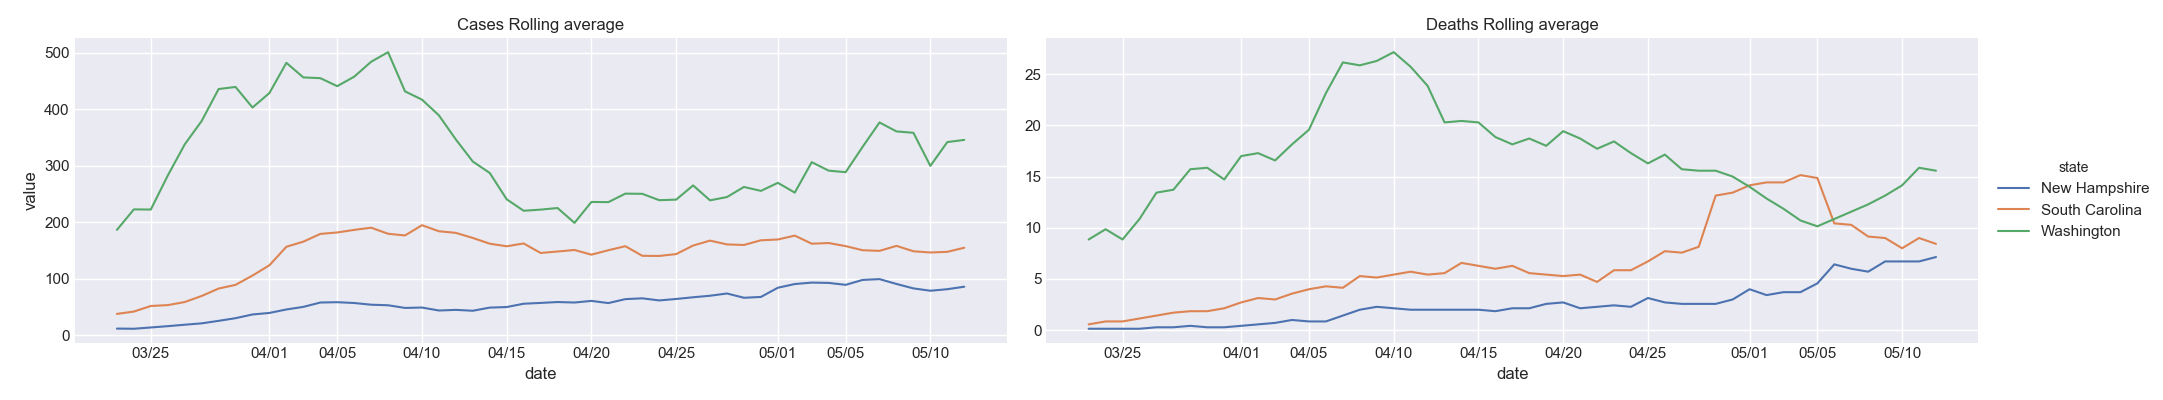 Cases Rolling average
value
500
400
300
200
100
0
03/25 04/01 04/05 04/10 04/15 04/20 04/25 05/01 05/05 05/10
date
Deaths Rolling average
25
20
15
10
5
0
03/25 04/01 04/05 04/10 04/15 04/20 04/25 05/01 05/05 05/10
date
state
New Hampshire
South Carolina
Washington